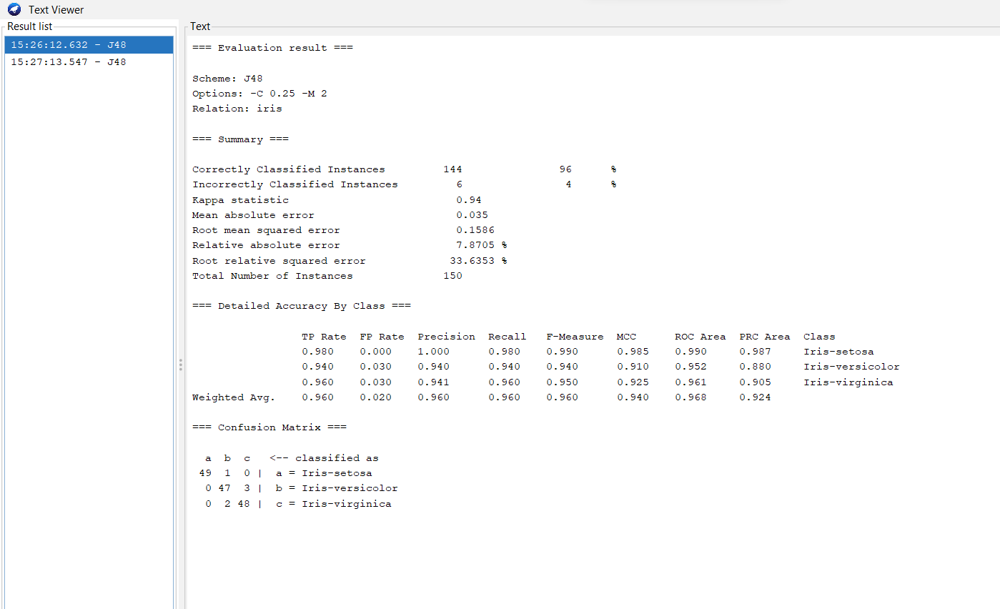 Text Viewer
Result list
15:26:12.632 - J48
15:27:13.547 - J48
Text
=== Evaluation result ===
Scheme: J48
Options: -C 0.25 -M 2
Relation: iris
=== Summary ===
Correctly Classified Instances 144 96 %
Incorrectly Classified Instances 6 4 %
Kappa statistic 0.94
Mean absolute error 0.035
Root mean squared error 0.1586
Relative absolute error 7.8705 %
Root relative squared error 33.6353 %
Total Number of Instances 150
=== Detailed Accuracy By Class ===
TP Rate FP Rate Precision Recall F-Measure MCC ROC Area PRC Area Class
0.980 0.000 1.000 0.980 0.990 0.985 0.990 0.987 Iris-setosa
0.940 0.030 0.940 0.940 0.940 0.910 0.952 0.880 Iris-versicolor
0.960 0.030 0.941 0.960 0.950 0.925 0.961 0.905 Iris-virginica
Weighted Avg. 0.960 0.020 0.960 0.960 0.960 0.940 0.968 0.924
=== Confusion Matrix ===
a b c <-- classified as
49 1 0 | a = Iris-setosa
0 47 3 | b = Iris-versicolor
0 2 48 | c = Iris-virginica